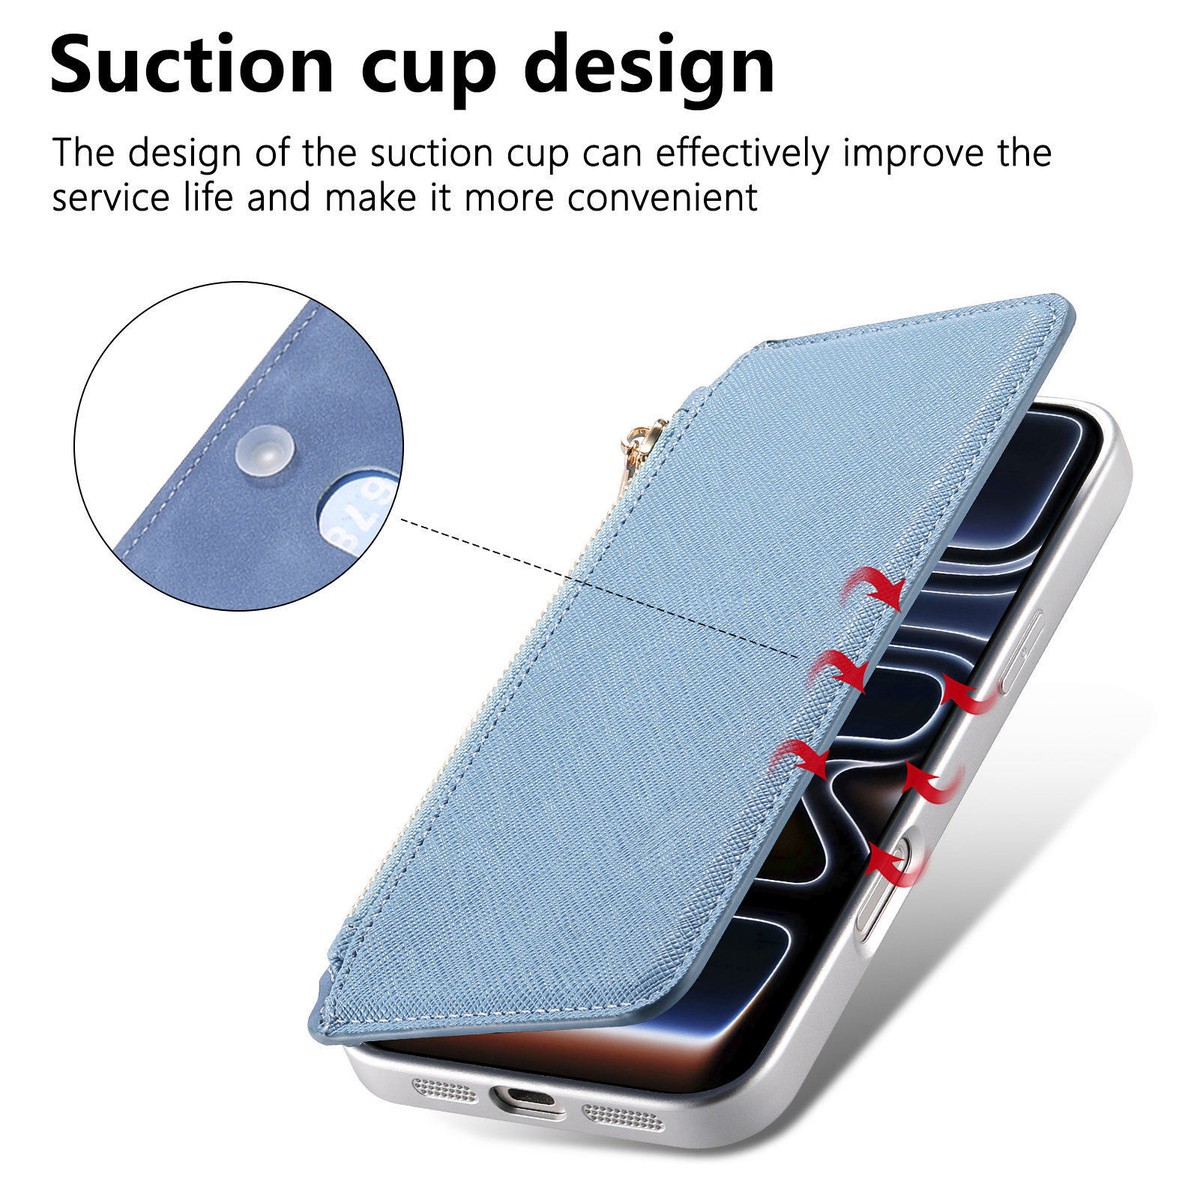 Suction cup design
The design of the suction cup can effectively improve the
service life and make it more convenient
678